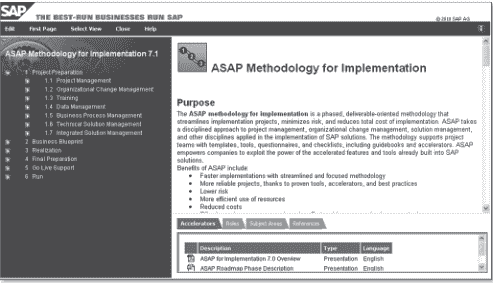 SAP
THE BEST-RUN BUSINESSES RUN SAP
© 2010 SAP AG
Edit First Page Select View Close Help
ASAP Methodology for Implementation 7.1
1 Project Preparation
1.1 Project Management
1.2 Organizational Change Management
1.3 Training
1.4 Data Management
1.5 Business Process Management
1.6 Technical Solution Management
1.7 Integrated Solution Management
2 Business Blueprint
3 Realization
4 Final Preparation
5 Go Live Support
6 Run
ASAP Methodology for Implementation
Purpose
The ASAP methodology for implementation is a phased, deliverable-oriented methodology that
streamlines implementation projects, minimizes risk, and reduces total cost of implementation. ASAP takes
a disciplined approach to project management, organizational change management, solution management,
and other disciplines applied in the implementation of SAP solutions. The methodology supports project
teams with templates, tools, questionnaires, and checklists, including guidebooks and accelerators. ASAP
empowers companies to exploit the power of the accelerated features and tools already built into SAP
solutions.
Benefits of ASAP include:
• Faster implementations with streamlined and focused methodology
• More reliable projects, thanks to proven tools, accelerators, and best practices
• Lower risk
• More efficient use of resources
• Reduced costs
Accelerators Roles Subject Areas References
Description Type Language
ASAP for Implementation 7.0 Overview Presentation English
ASAP Roadmap Phase Description Presentation English